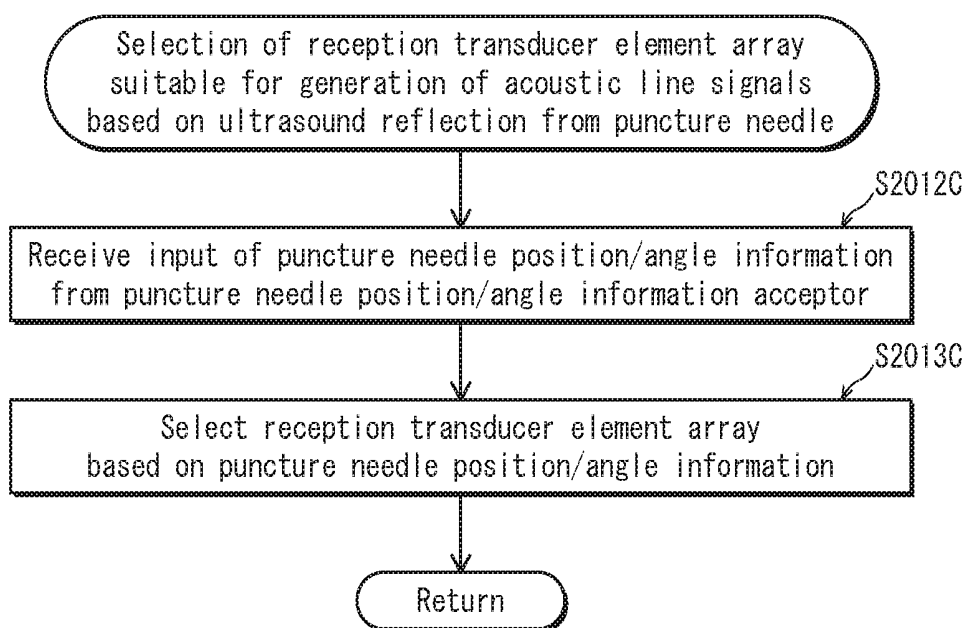 Selection of reception transducer element array
suitable for generation of acoustic line signals
based on ultrasound reflection from puncture needle
S2012C
Receive input of puncture needle position/angle information
from puncture needle position/angle information acceptor
S2013C
Select reception transducer element array
based on puncture needle position/angle information
Return